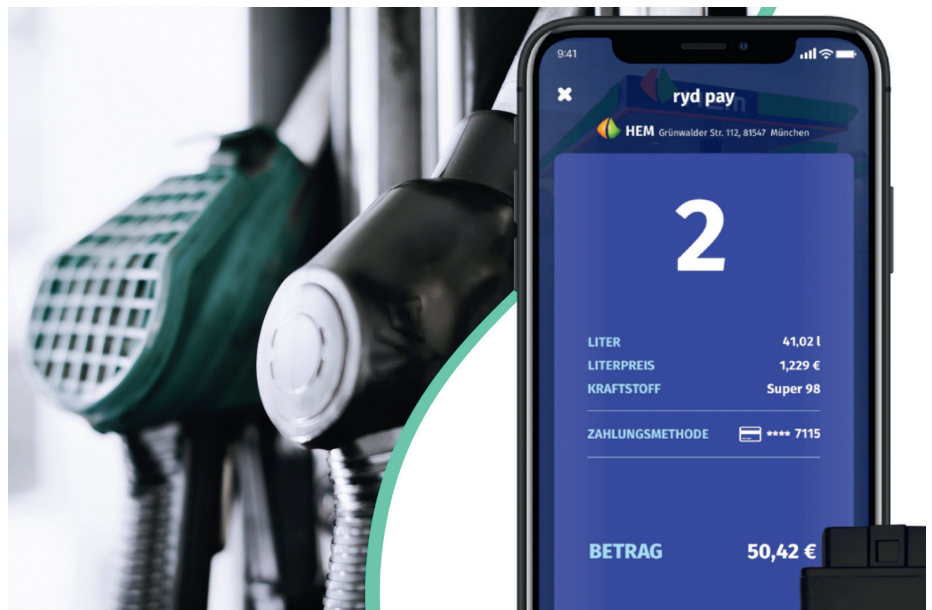 9:41
ryd pay
HEM Grünwalder Str. 112, 81547 München
2
LITER 41,02 l
LITERPREIS 1,229 €
KRAFTSTOFF Super 98
ZAHLUNGSMETHODE **** 7115
BETRAG 50,42 €